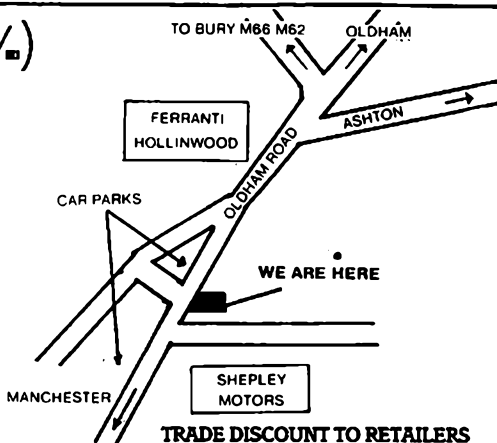 TO BURY M66 M62
OLDHAM
FERRANTI
HOLLINWOOD
ASHTON
OLDHAM ROAD
CAR PARKS
WE ARE HERE
MANCHESTER
SHEPLEY
MOTORS
TRADE DISCOUNT TO RETAILERS